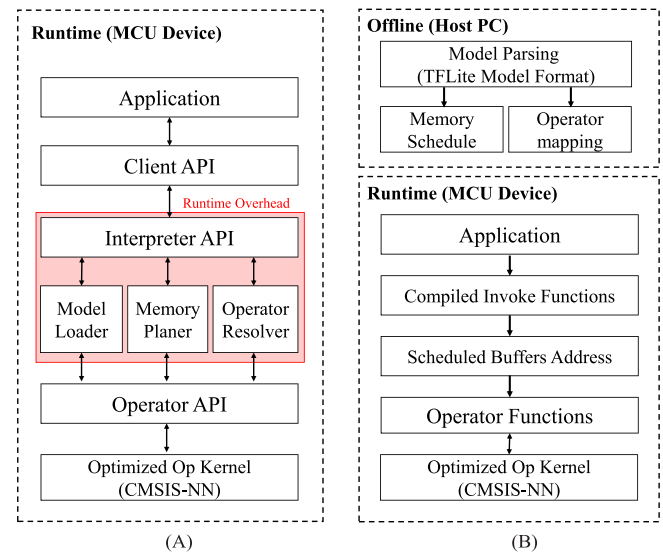 Runtime (MCU Device)
Application
Client API
Runtime Overhead
Interpreter API
Model
Loader
Memory
Planer
Operator
Resolver
Operator API
Optimized Op Kernel
(CMSIS-NN)
(A)
Offline (Host PC)
Model Parsing
(TFLite Model Format)
Memory
Schedule
Operator
mapping
Runtime (MCU Device)
Application
Compiled Invoke Functions
Scheduled Buffers Address
Operator Functions
Optimized Op Kernel
(CMSIS-NN)
(B)